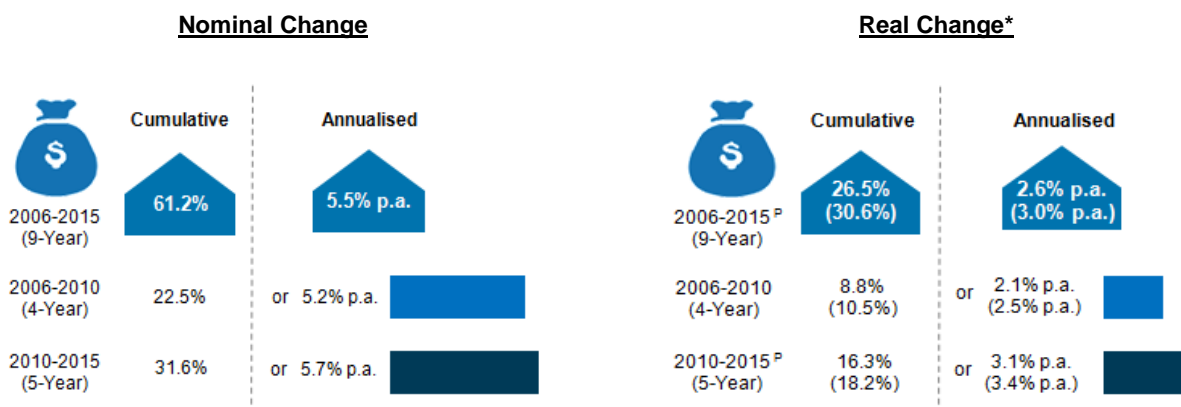 Nominal Change
Cumulative
Annualised
$
61.2%
5.5% p.a.
2006-2015
(9-Year)
2006-2010
(4-Year)
22.5%
or 5.2% p.a.
2010-2015
(5-Year)
31.6%
or 5.7% p.a.
Real Change*
Cumulative
Annualised
$
26.5%
(30.6%)
2.6% p.a.
(3.0% p.a.)
2006-2015 P
(9-Year)
2006-2010
(4-Year)
8.8%
(10.5%)
or
2.1% p.a.
(2.5% p.a.)
2010-2015 P
(5-Year)
16.3%
(18.2%)
or
3.1% p.a.
(3.4% p.a.)